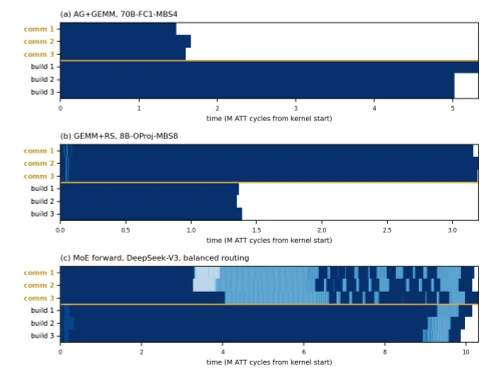 (a) AG+GEMM, 70B-FC1-MBS4
comm 1
comm 2
comm 3
build 1
build 2
build 3
0 1 2 3 4 5
time (M ATT cycles from kernel start)
(b) GEMM+RS, 8B-OProj-MBS8
comm 1
comm 2
comm 3
build 1
build 2
build 3
0.0 0.5 1.0 1.5 2.0 2.5 3.0
time (M ATT cycles from kernel start)
(c) MoE forward, DeepSeek-V3, balanced routing
comm 1
comm 2
comm 3
build 1
build 2
build 3
0 2 4 6 8 10
time (M ATT cycles from kernel start)